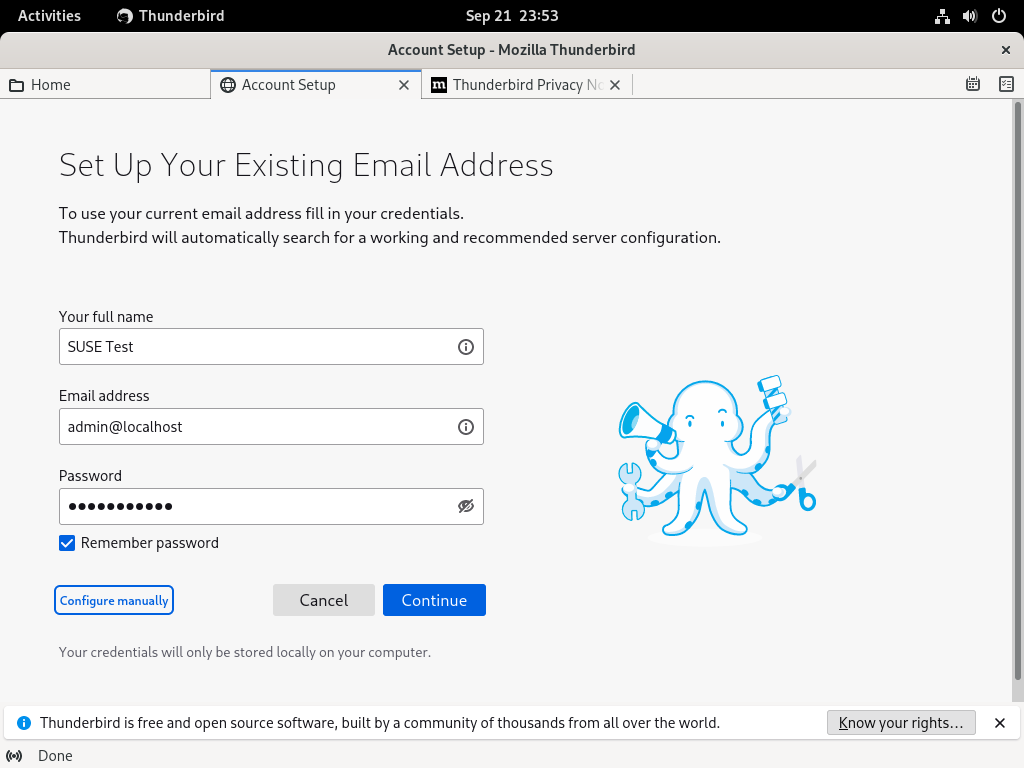 Activities
Thunderbird
Sep 21 23:53
Account Setup - Mozilla Thunderbird
Home
Account Setup
Thunderbird Privacy No
Set Up Your Existing Email Address
To use your current email address fill in your credentials.
Thunderbird will automatically search for a working and recommended server configuration.
Your full name
SUSE Test
Email address
admin@localhost
Password
●●●●●●●●●●●
Remember password
Configure manually
Cancel
Continue
Your credentials will only be stored locally on your computer.
Thunderbird is free and open source software, built by a community of thousands from all over the world.
Know your rights…
Done